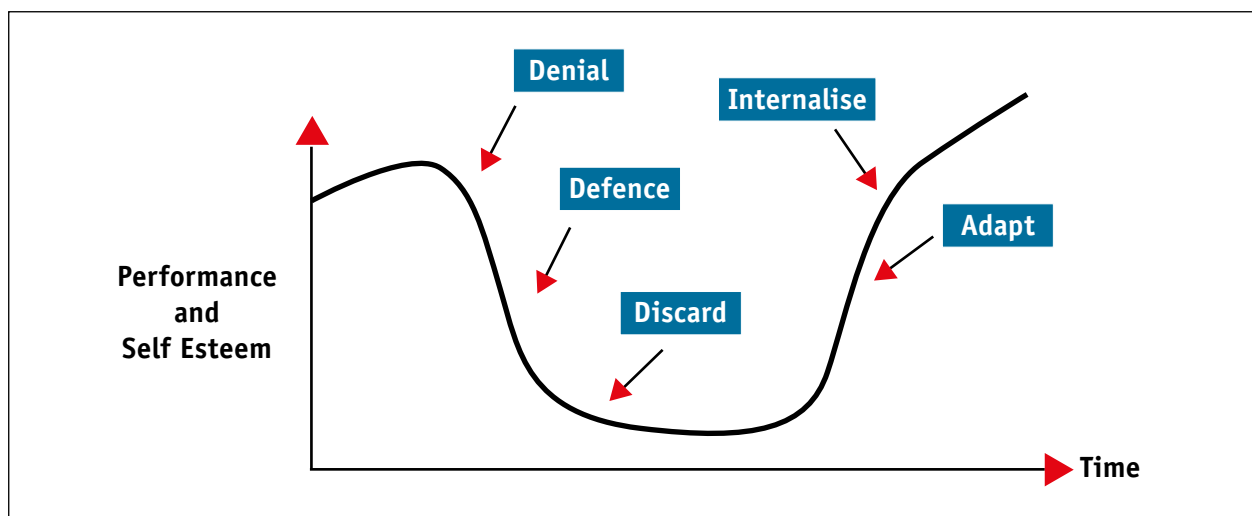 Denial
Internalise
Defence
Adapt
Performance
and
Self Esteem
Discard
Time